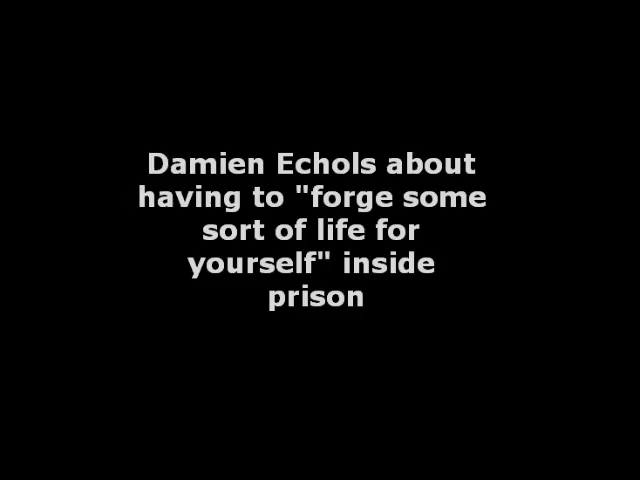 Damien Echols about
having to "forge some
sort of life for
yourself" inside
prison